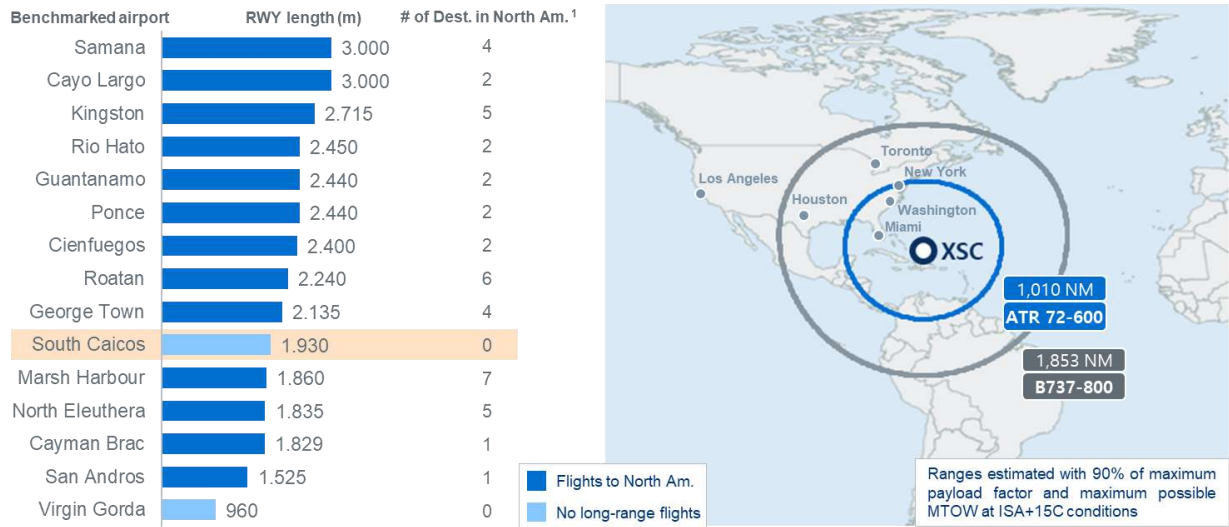 Benchmarked airport RWY length (m) # of Dest. in North Am. 1
Samana 3.000 4
Cayo Largo 3.000 2
Kingston 2.715 5
Rio Hato 2.450 2
Guantanamo 2.440 2
Ponce 2.440 2
Cienfuegos 2.400 2
Roatan 2.240 6
George Town 2.135 4
South Caicos 1.930 0
Marsh Harbour 1.860 7
North Eleuthera 1.835 5
Cayman Brac 1.829 1
San Andros 1.525 1
Virgin Gorda 960 0
Flights to North Am.
No long-range flights
Toronto
Los Angeles
New York
Houston
Washington
Miami
XSC
1,010 NM
ATR 72-600
1,853 NM
B737-800
Ranges estimated with 90% of maximum
payload factor and maximum possible
MTOW at ISA+15C conditions